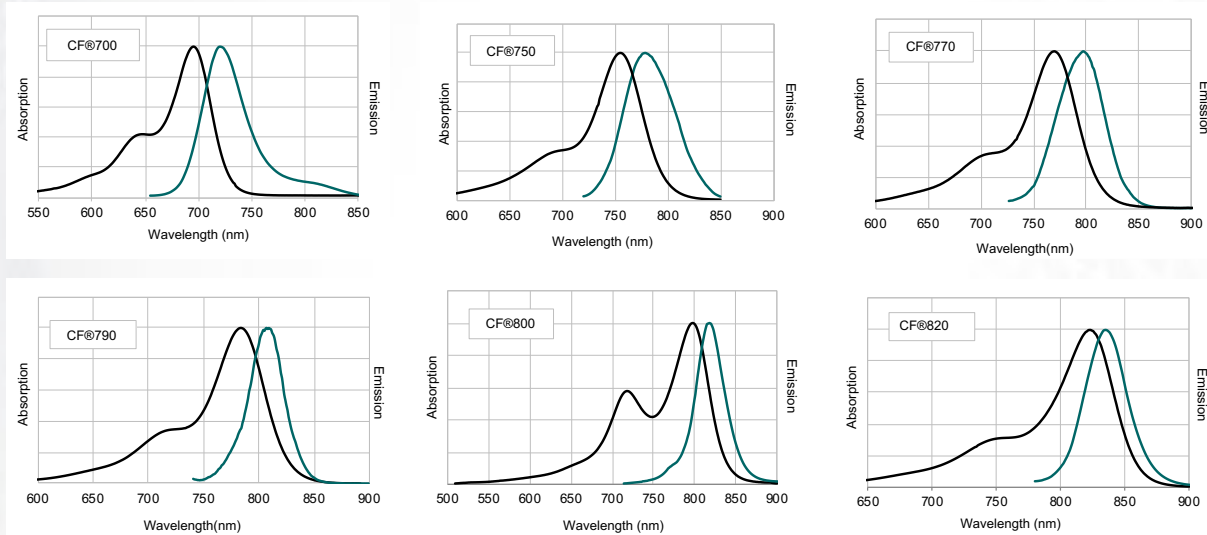 CF®700
Absorption
Emission
550 600 650 700 750 800 850
Wavelength (nm)
CF®750
Absorption
Emission
600 650 700 750 800 850 900
Wavelength (nm)
CF®770
Absorption
Emission
600 650 700 750 800 850 900
Wavelength(nm)
CF®790
Absorption
Emission
600 650 700 750 800 850 900
Wavelength(nm)
CF®800
Absorption
Emission
500 550 600 650 700 750 800 850 900
Wavelength (nm)
CF®820
Absorption
Emission
650 700 750 800 850 900
Wavelength (nm)